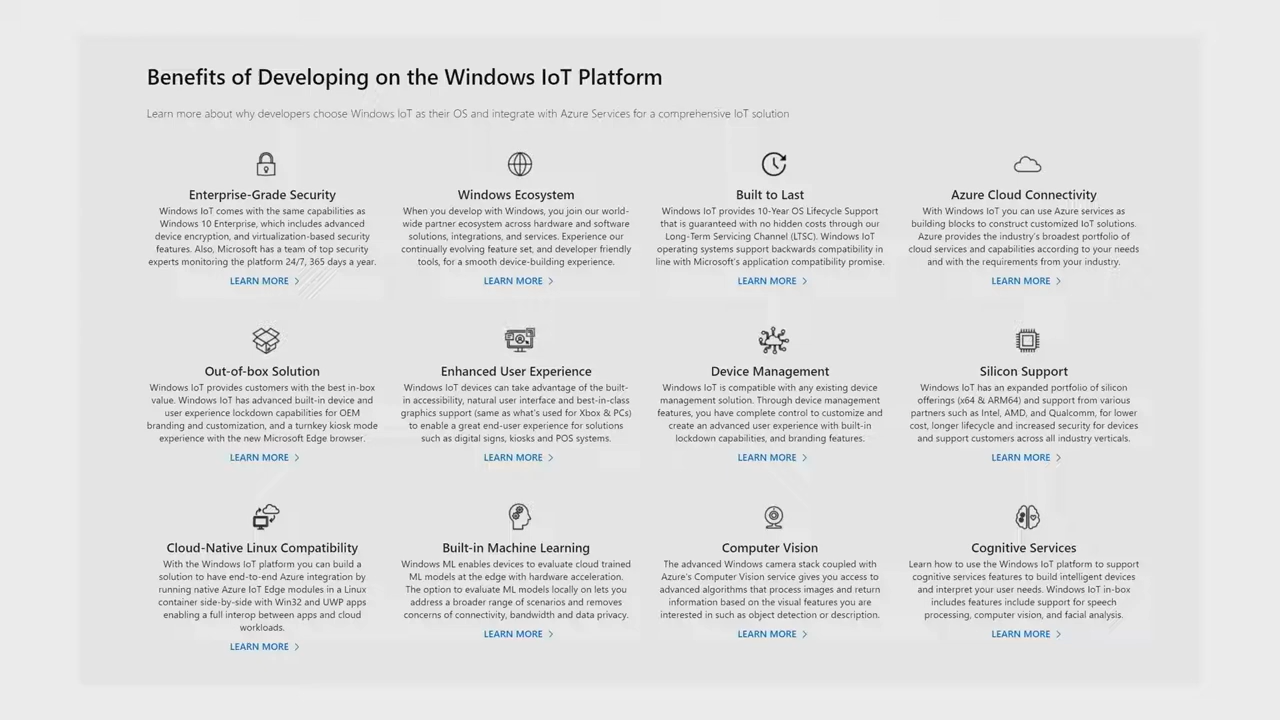 Benefits of Developing on the Windows IoT Platform
Learn more about why developers choose Windows IoT as their OS and integrate with Azure Services for a comprehensive IoT solution
Enterprise-Grade Security
Windows IoT comes with the same capabilities as
Windows 10 Enterprise, which includes advanced
device encryption, and virtualization-based security
features. Also, Microsoft has a team of top security
experts monitoring the platform 24/7, 365 days a year.
LEARN MORE >
Windows Ecosystem
When you develop with Windows, you join our world-
wide partner ecosystem across hardware and software
solutions, integrations, and services. Experience our
continually evolving feature set, and developer friendly
tools, for a smooth device-building experience.
LEARN MORE >
Built to Last
Windows IoT provides 10-Year OS Lifecycle Support
that is guaranteed with no hidden costs through our
Long-Term Servicing Channel (LTSC). Windows IoT
operating systems support backwards compatibility in
line with Microsoft's application compatibility promise.
LEARN MORE >
Azure Cloud Connectivity
With Windows IoT you can use Azure services as
building blocks to construct customized IoT solutions.
Azure provides the industry's broadest portfolio of
cloud services and capabilities according to your needs
and with the requirements from your industry.
LEARN MORE >
Out-of-box Solution
Windows IoT provides customers with the best in-box
value. Windows IoT has advanced built-in device and
user experience lockdown capabilities for OEM
branding and customization, and a turnkey kiosk mode
experience with the new Microsoft Edge browser.
LEARN MORE >
Enhanced User Experience
Windows IoT devices can take advantage of the built-
in accessibility, natural user interface and best-in-class
graphics support (same as what's used for Xbox & PCs)
to enable a great end-user experience for solutions
such as digital signs, kiosks and POS systems.
LEARN MORE >
Device Management
Windows IoT is compatible with any existing device
management solution. Through device management
features, you have complete control to customize and
create an advanced user experience with built-in
lockdown capabilities, and branding features.
LEARN MORE >
Silicon Support
Windows IoT has an expanded portfolio of silicon
offerings (x64 & ARM64) and support from various
partners such as Intel, AMD, and Qualcomm, for lower
cost, longer lifecycle and increased security for devices
and support customers across all industry verticals.
LEARN MORE >
Cloud-Native Linux Compatibility
With the Windows IoT platform you can build a
solution to have end-to-end Azure integration by
running native Azure IoT Edge modules in a Linux
container side-by-side with Win32 and UWP apps
enabling a full interop between apps and cloud
workloads.
LEARN MORE >
Built-in Machine Learning
Windows ML enables devices to evaluate cloud trained
ML models at the edge with hardware acceleration.
The option to evaluate ML models locally on lets you
address a broader range of scenarios and removes
concerns of connectivity, bandwidth and data privacy.
LEARN MORE >
Computer Vision
The advanced Windows camera stack coupled with
Azure's Computer Vision service gives you access to
advanced algorithms that process images and return
information based on the visual features you are
interested in such as object detection or description.
LEARN MORE >
Cognitive Services
Learn how to use the Windows IoT platform to support
cognitive services features to build intelligent devices
and interpret your user needs. Windows IoT in-box
includes features include support for speech
processing, computer vision, and facial analysis.
LEARN MORE >